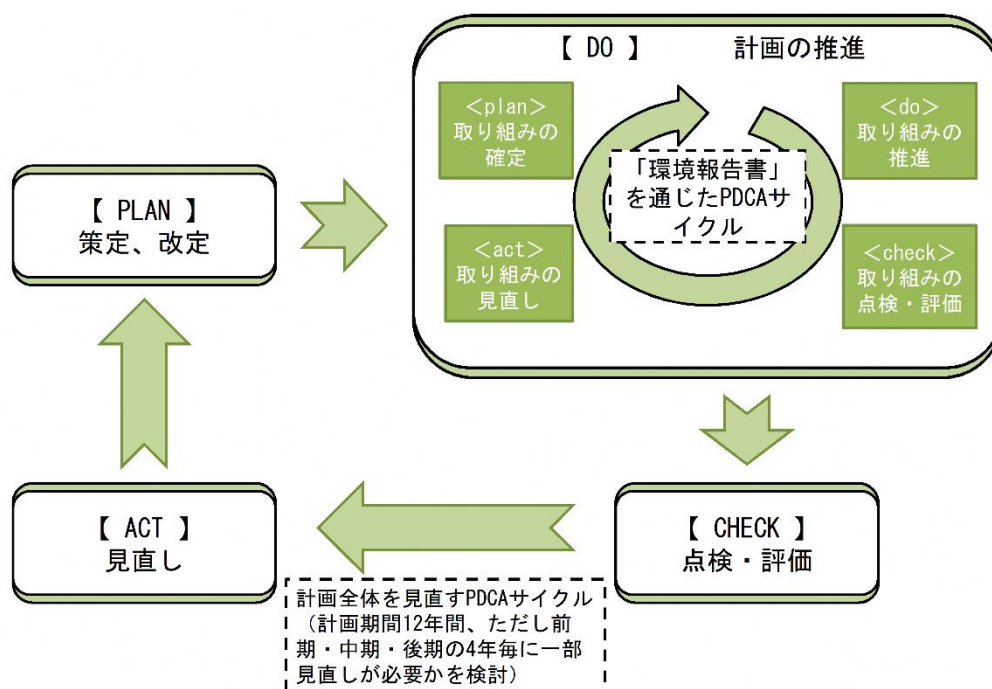 【 DO 】 計画の推進
<plan>
取り組みの
確定
<do>
取り組みの
推進
「環境報告書」
を通じたPDCAサ
イクル
<act>
取り組みの
見直し
<check>
取り組みの
点検・評価
【 PLAN 】
策定、改定
【 ACT 】
見直し
【 CHECK 】
点検・評価
計画全体を見直すPDCAサイクル
(計画期間12年間、ただし前
期・中期・後期の4年毎に一部
見直しが必要かを検討)